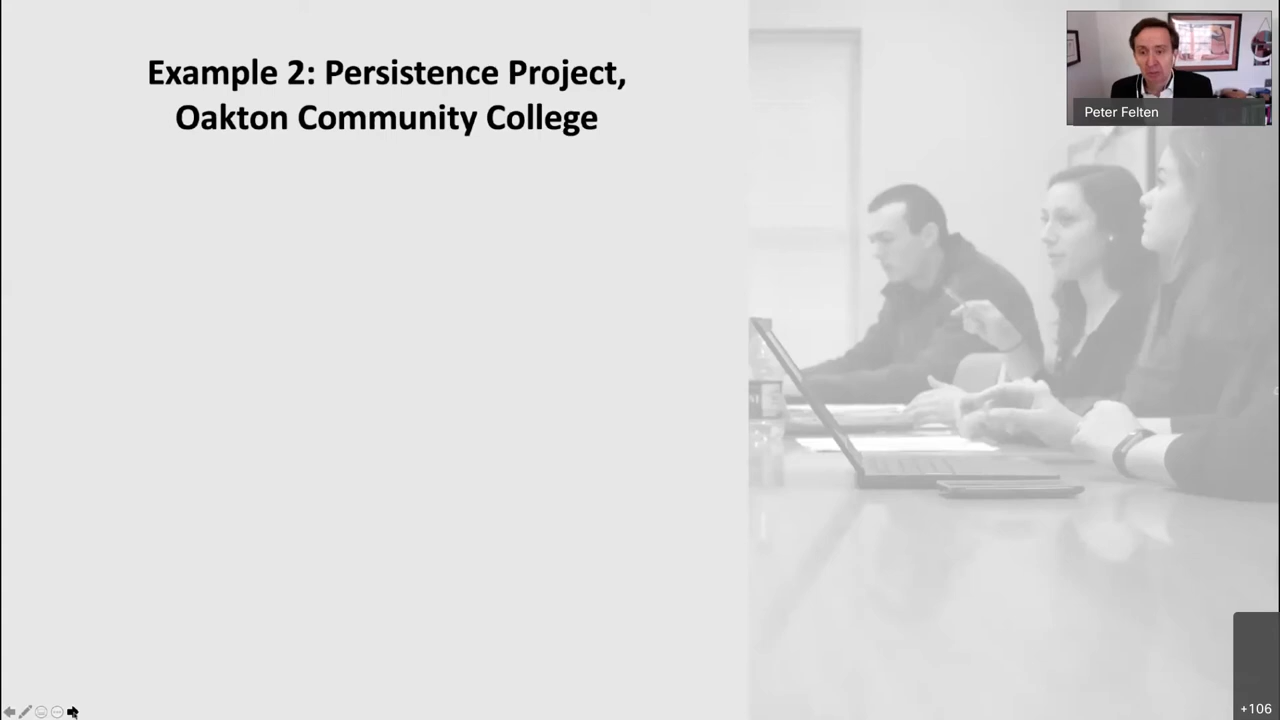 Example 2: Persistence Project,
Oakton Community College
Peter Felten
+106